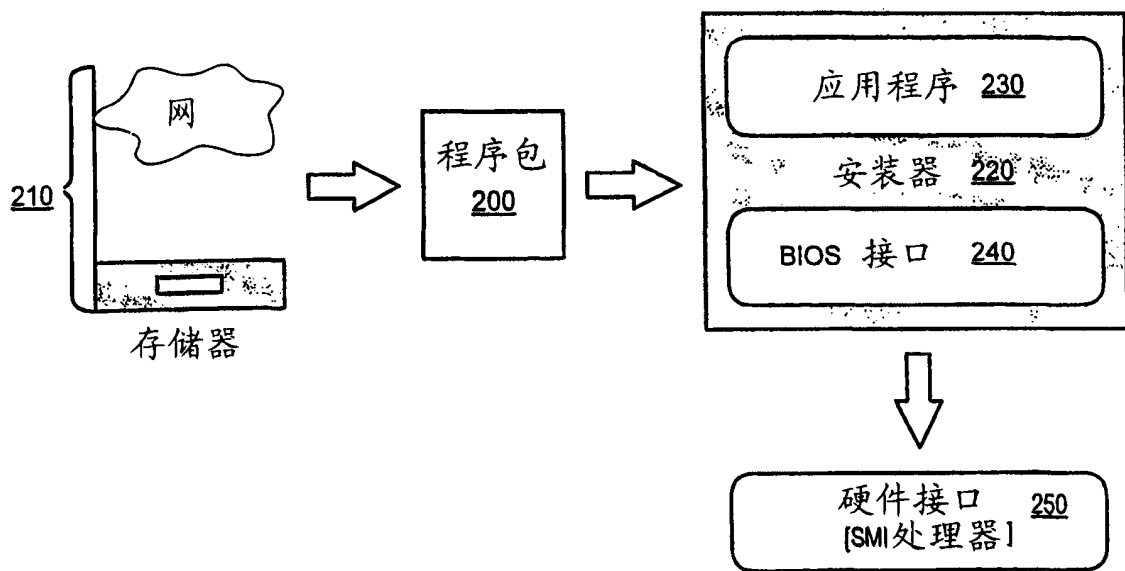 网
210
存储器
程序包
200
应用程序 230
安装器 220
BIOS 接口 240
硬件接口 250
[SMI处理器]